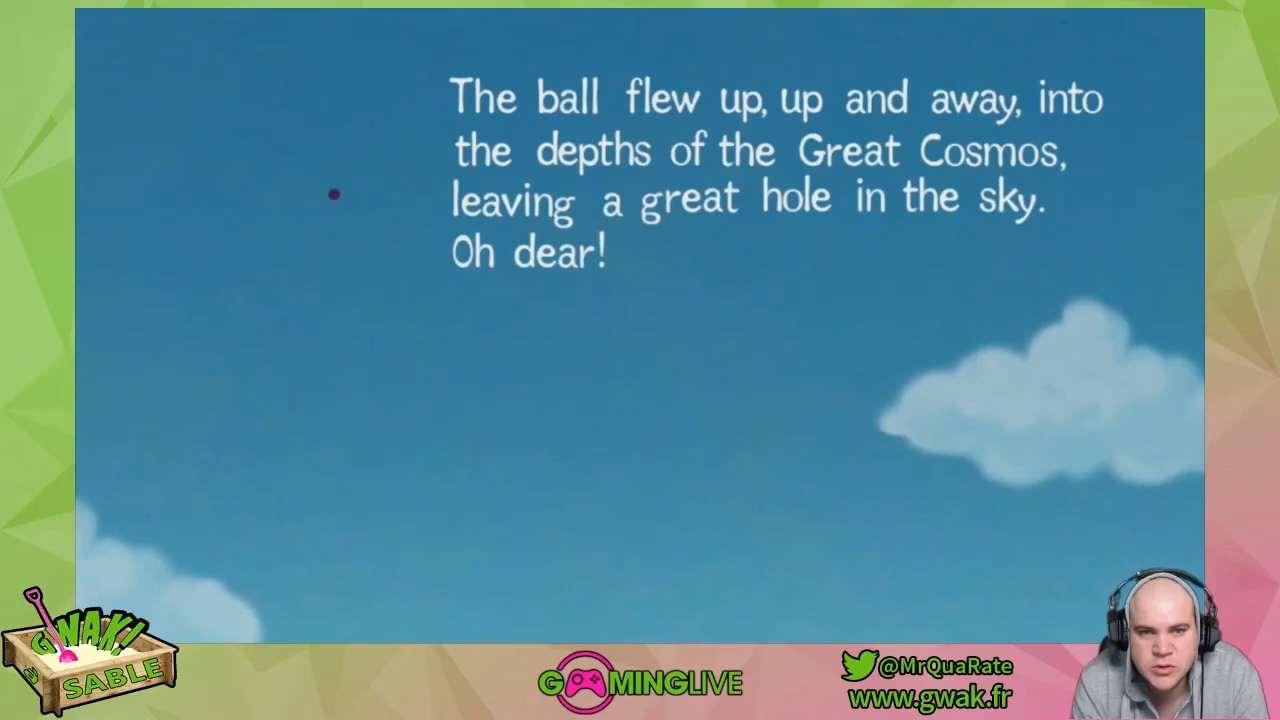 The ball flew up, up and away, into
the depths of the Great Cosmos,
leaving a great hole in the sky.
Oh dear!
GWAK!
SABLE
GAMINGLIVE
@MrQuaRate
www.gwak.fr